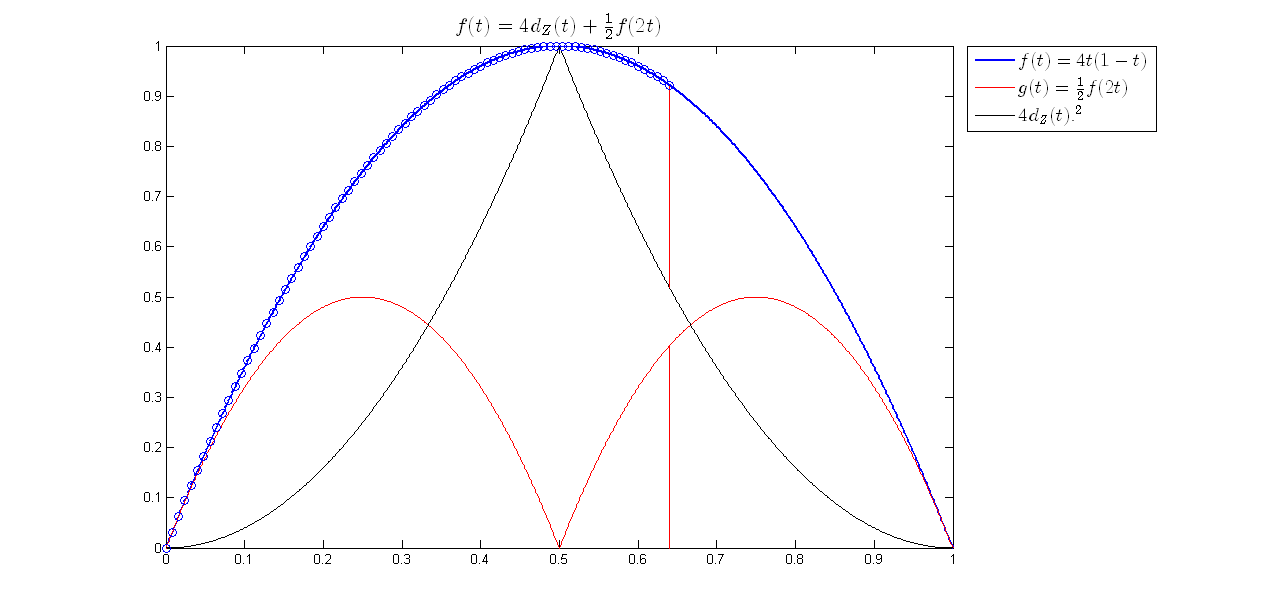 f(t) = 4d_Z(t) + 1/2 f(2t)
f(t) = 4t(1 − t)
g(t) = 1/2 f(2t)
4d_Z(t).^2
1
0.9
0.8
0.7
0.6
0.5
0.4
0.3
0.2
0.1
0
0 0.1 0.2 0.3 0.4 0.5 0.6 0.7 0.8 0.9 1